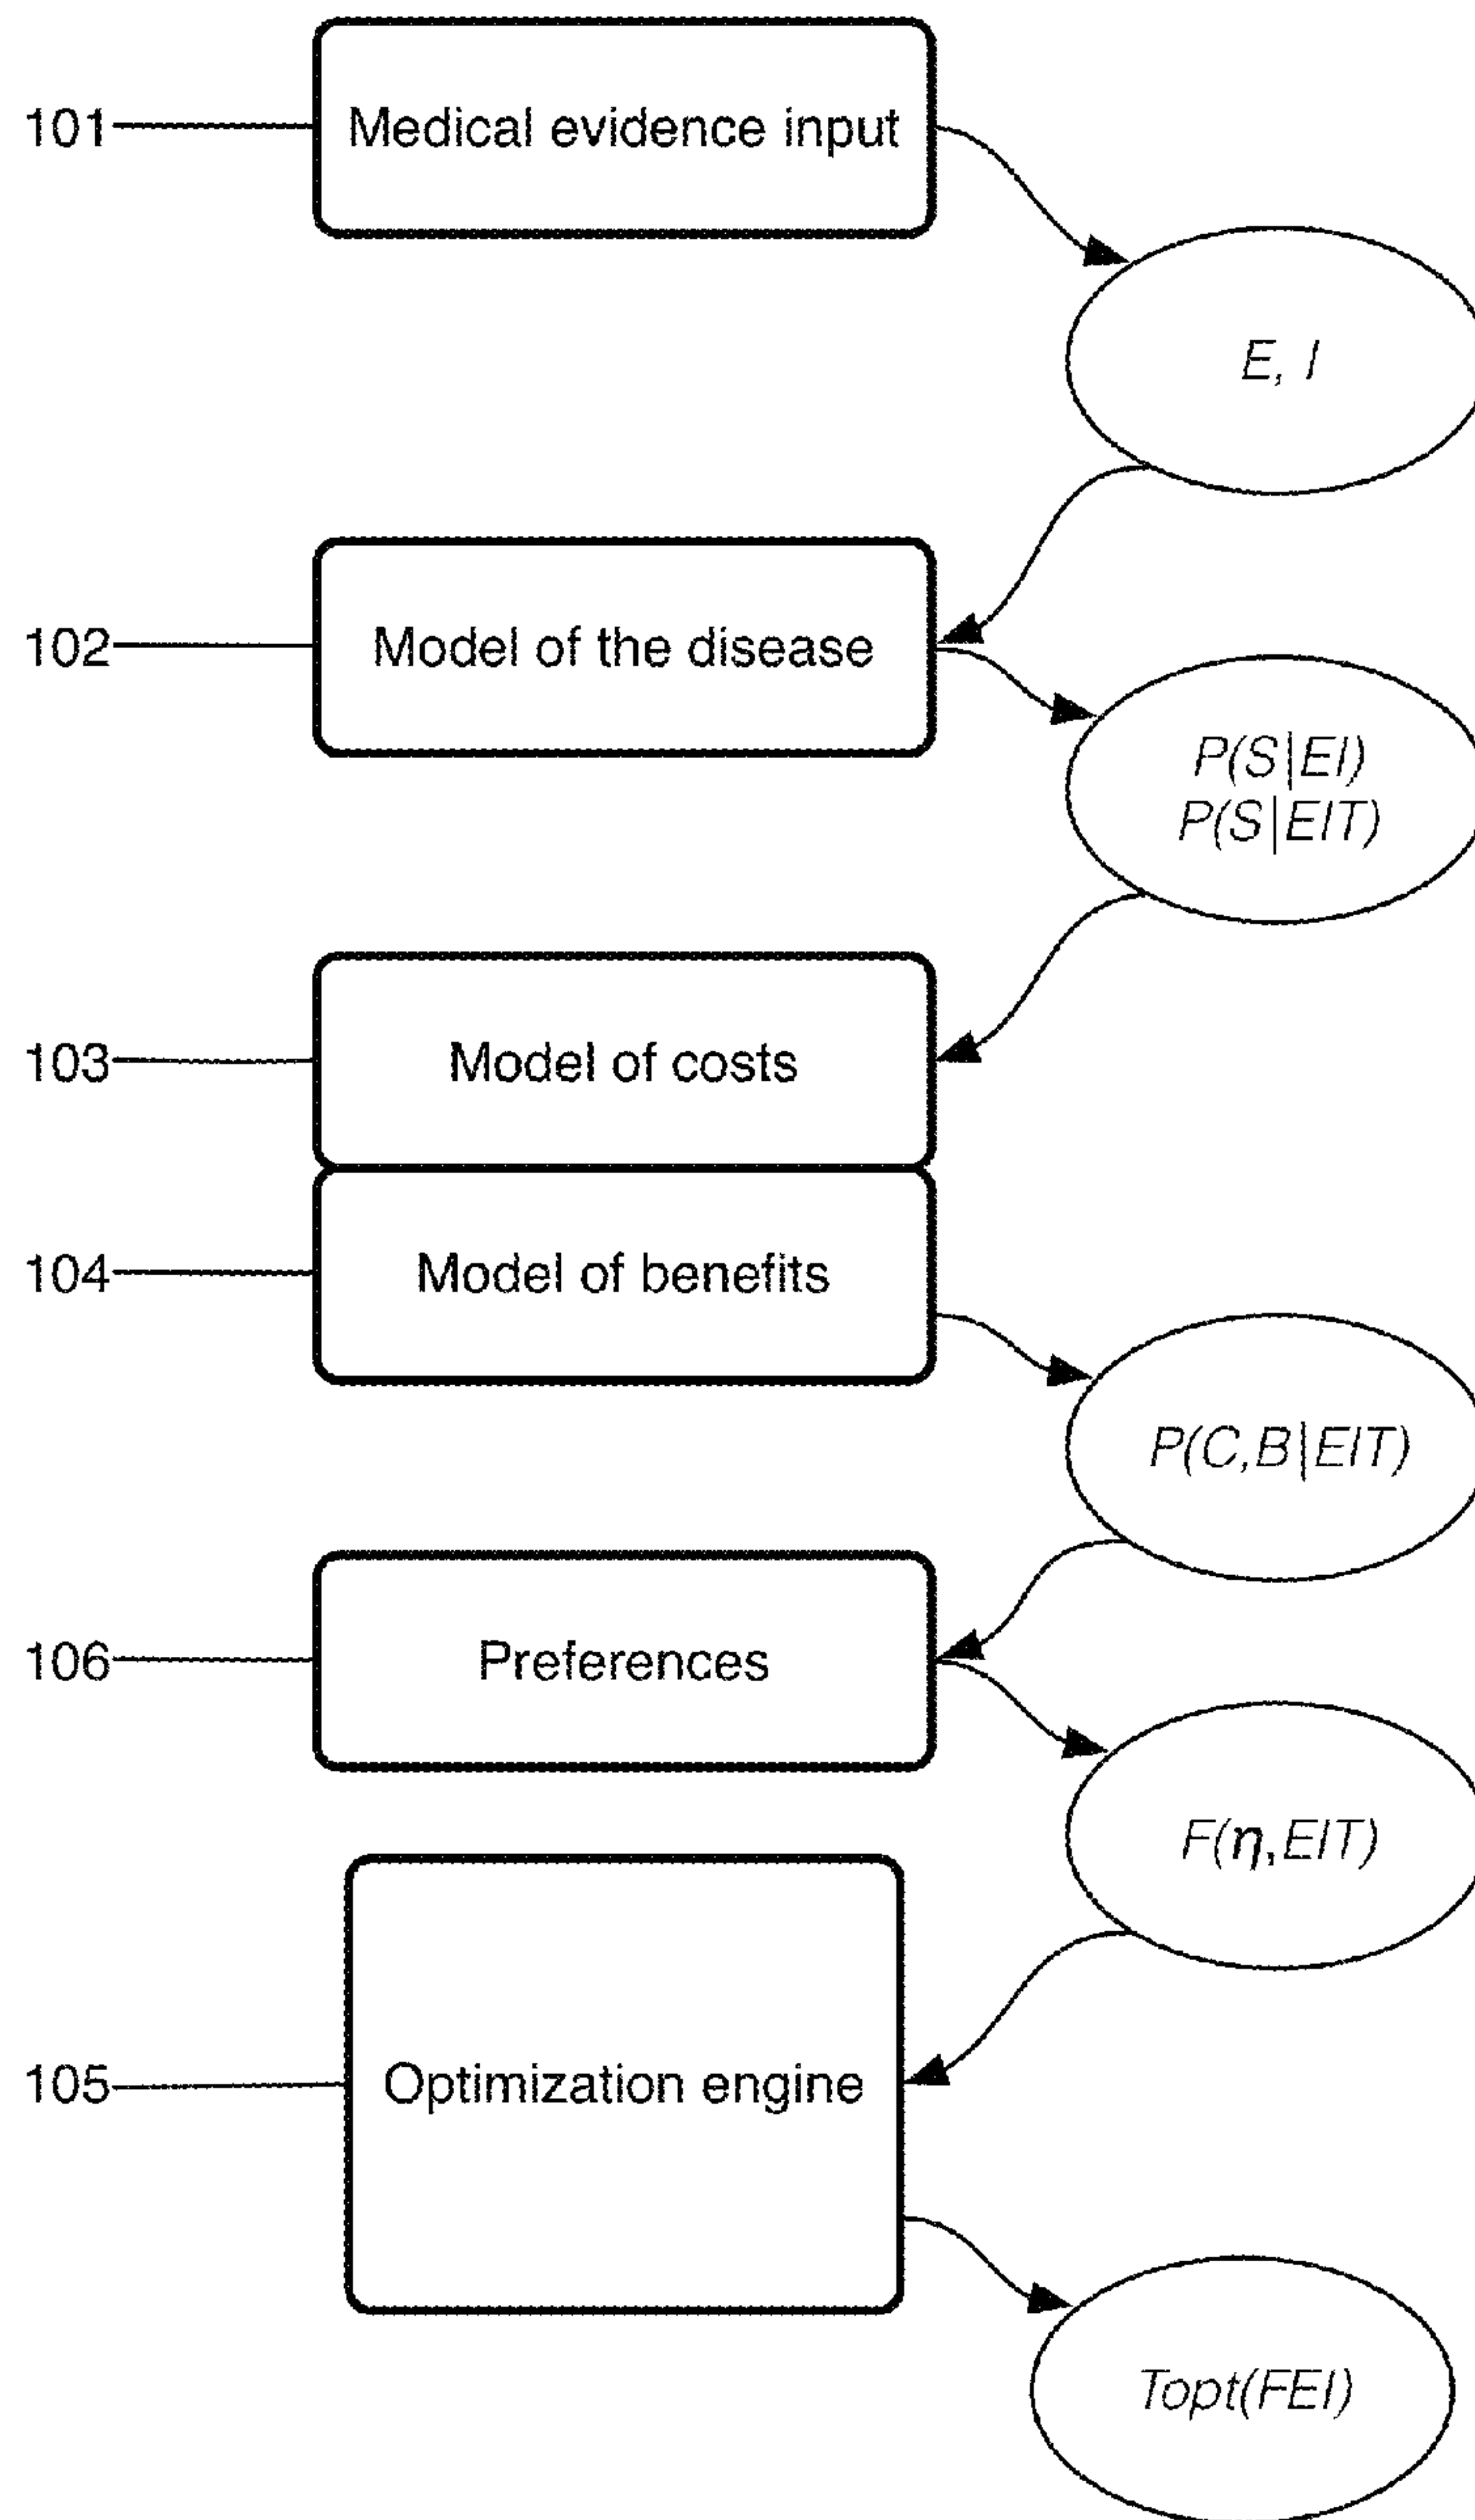 101 Medical evidence input
E, I
102 Model of the disease
P(S|EI)
P(S|EIT)
103 Model of costs
104 Model of benefits
P(C,B|EIT)
106 Preferences
F(η,EIT)
105 Optimization engine
Topt(FEI)